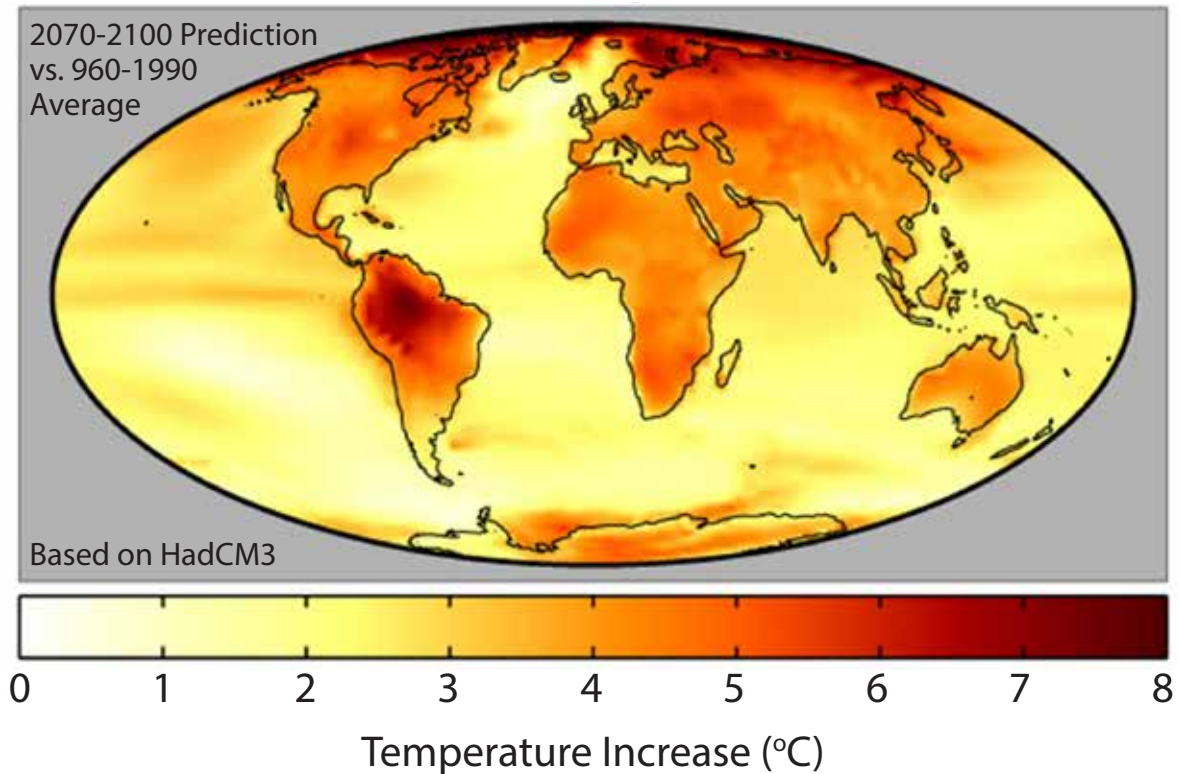 2070-2100 Prediction
vs. 960-1990
Average
Based on HadCM3
0 1 2 3 4 5 6 7 8
Temperature Increase (ºC)